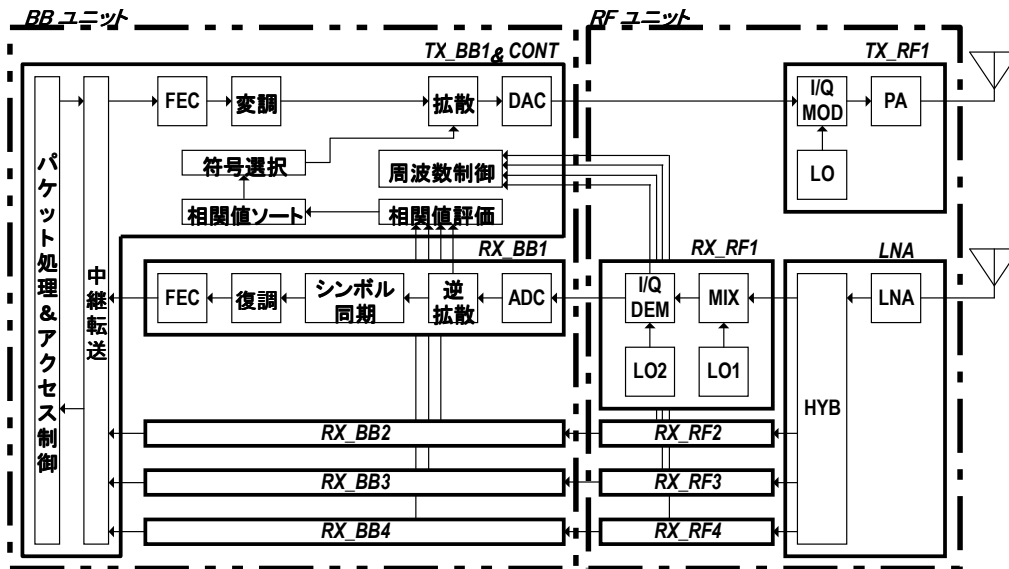 BB ユニット
RF ユニット
TX_BB1 & CONT
TX_RF1
FEC
変調
拡散
DAC
I/Q
MOD
PA
LO
符号選択
周波数制御
相関値ソート
相関値評価
パケット処理&アクセス制御
中継転送
RX_BB1
RX_RF1
LNA
FEC
復調
シンボル
同期
逆
拡散
ADC
I/Q
DEM
MIX
LNA
LO2
LO1
HYB
RX_BB2
RX_RF2
RX_BB3
RX_RF3
RX_BB4
RX_RF4